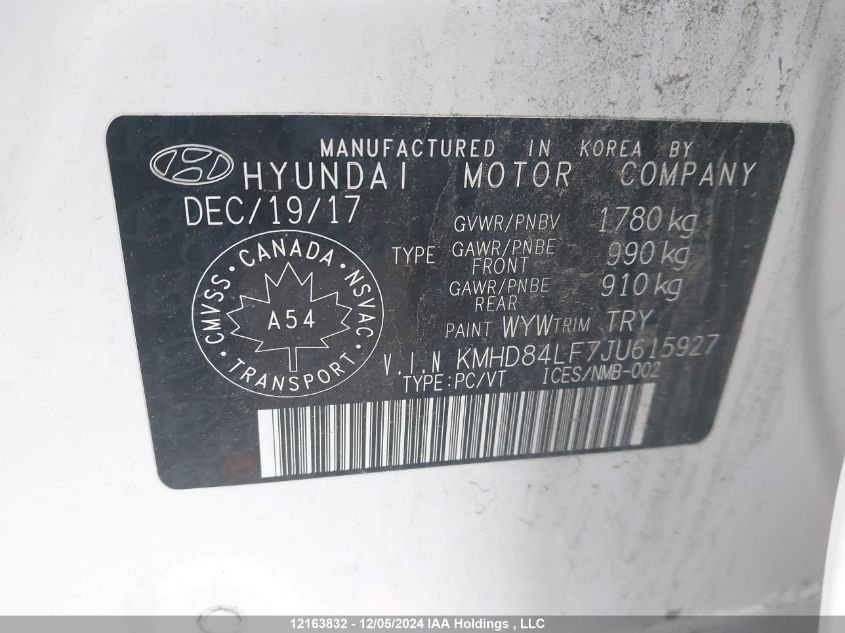 MANUFACTURED IN KOREA BY
HYUNDAI MOTOR COMPANY
DEC/19/17
GVWR/PNBV 1780 kg
TYPE GAWR/PNBE FRONT 990 kg
GAWR/PNBE REAR 910 kg
CMVSS · CANADA · NSVAC
A54
TRANSPORT
PAINT WYW TRIM TRY
V.I.N KMHD84LF7JU615927
TYPE:PC/VT ICES/NMB-002
12163832 - 12/05/2024 IAA Holdings , LLC